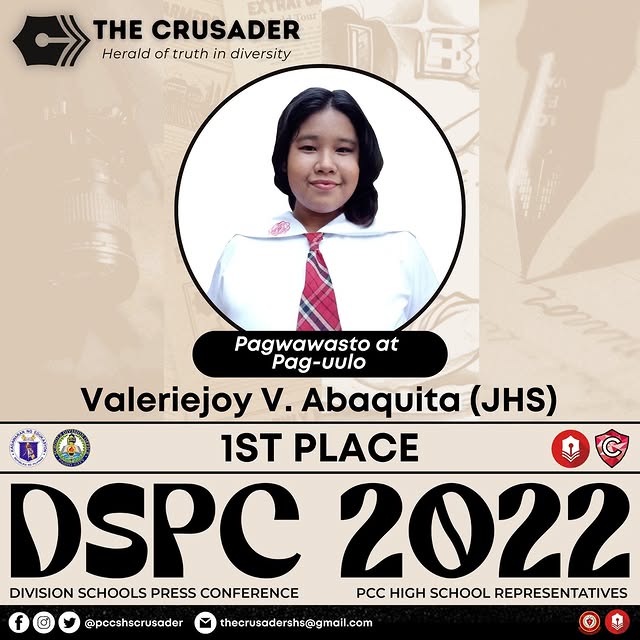 THE CRUSADER
Herald of truth in diversity
Pagwawasto at
Pag-uulo
Valeriejoy V. Abaquita (JHS)
1ST PLACE
DSPC 2022
DIVISION SCHOOLS PRESS CONFERENCE PCC HIGH SCHOOL REPRESENTATIVES
@pccshscrusader thecrusadershs@gmail.com